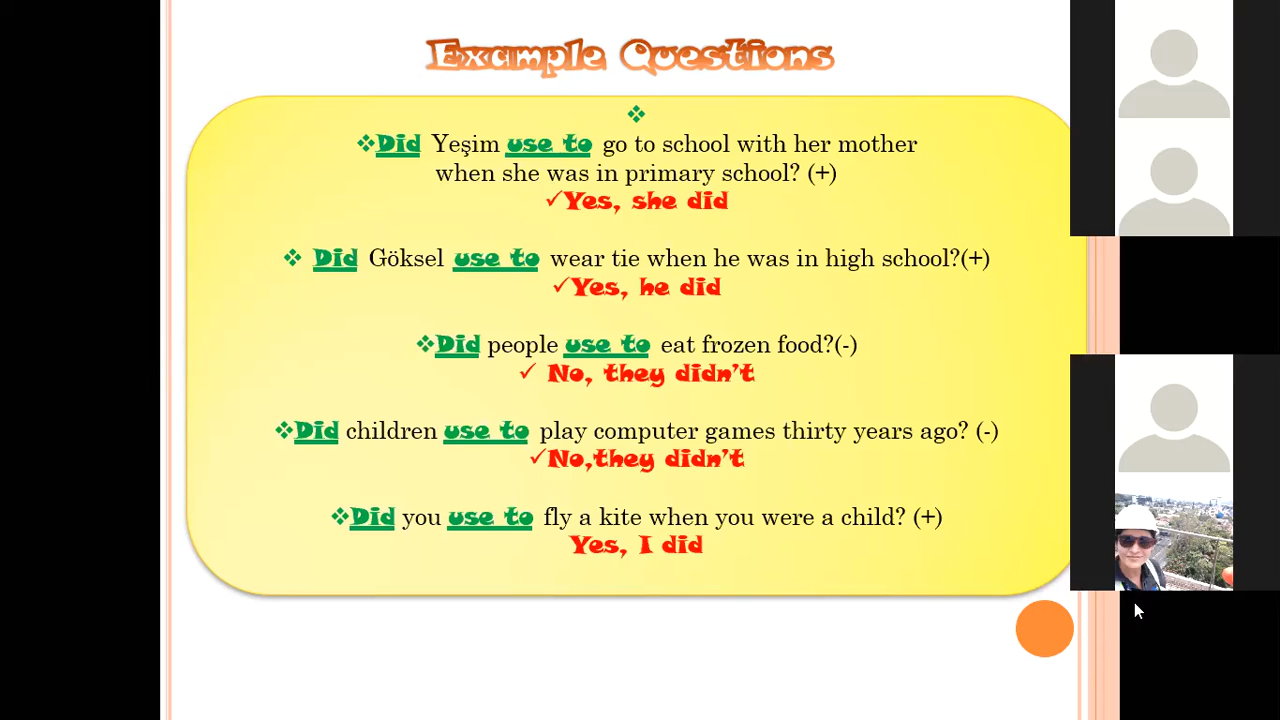 Example Questions
❖
❖Did Yeşim use to go to school with her mother
when she was in primary school? (+)
✓Yes, she did
❖ Did Göksel use to wear tie when he was in high school?(+)
✓Yes, he did
❖Did people use to eat frozen food?(-)
✓ No, they didn't
❖Did children use to play computer games thirty years ago? (-)
✓No,they didn't
❖Did you use to fly a kite when you were a child? (+)
Yes, I did